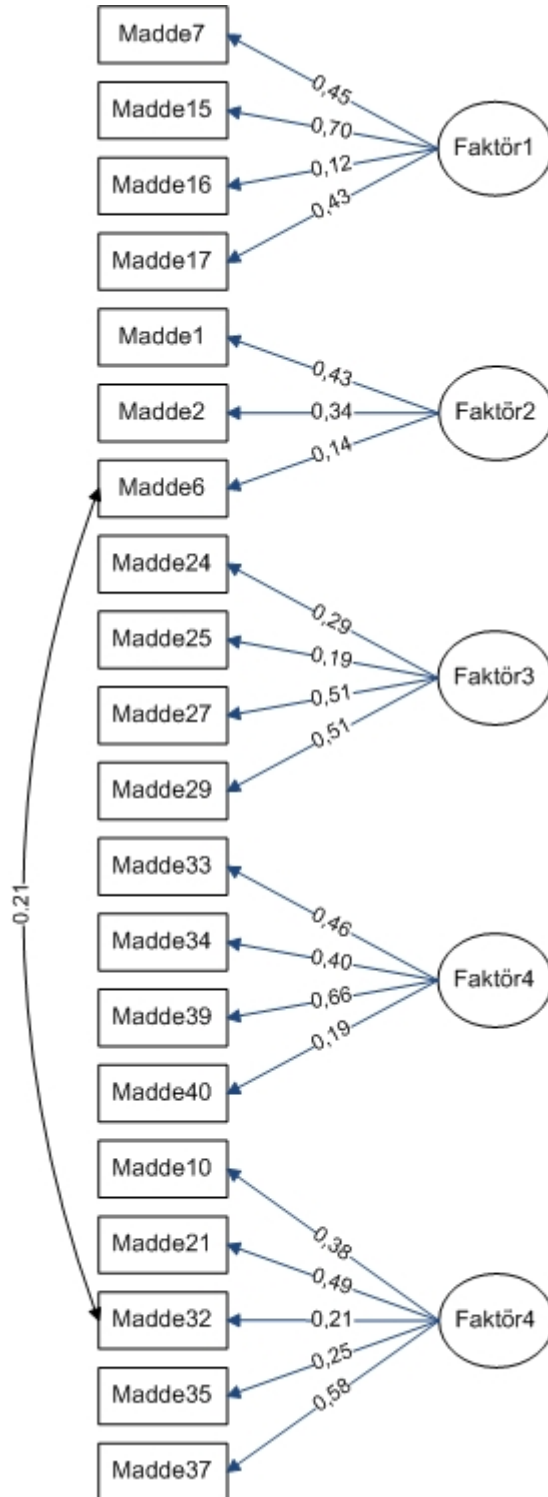 Madde7
0,45
Madde15
0,70
Faktör1
Madde16
0,12
0,43
Madde17
Madde1
0,43
Madde2
0,34
Faktör2
0,14
Madde6
Madde24
0,29
Madde25
0,19
Faktör3
Madde27
0,51
0,51
Madde29
Madde33
0,46
0,21
Madde34
0,40
Faktör4
Madde39
0,66
0,19
Madde40
Madde10
0,38
Madde21
0,49
Madde32
0,21
Faktör4
0,25
Madde35
0,58
Madde37